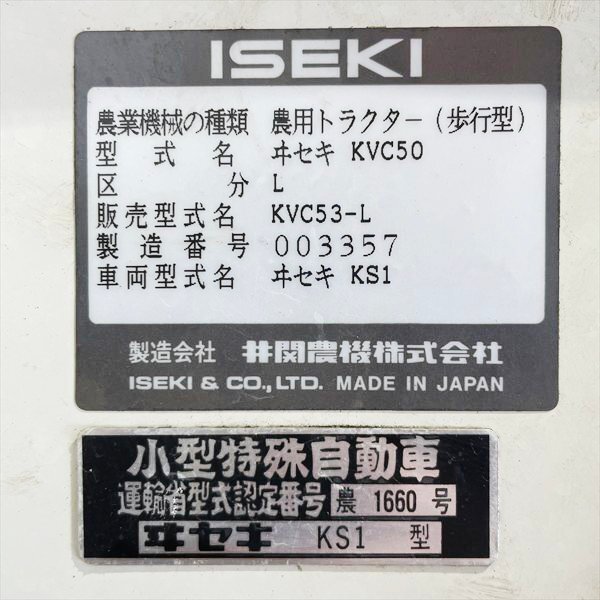 ISEKI
農業機械の種類 農用トラクター(歩行型)
型式名 ヰセキ KVC50
区分 L
販売型式名 KVC53-L
製造番号 003357
車両型式名 ヰセキ KS1
製造会社 井関農機株式会社
ISEKI & CO.,LTD. MADE IN JAPAN
小型特殊自動車
運輸省型式認定番号 農 1660 号
ヰセキ KS1 型